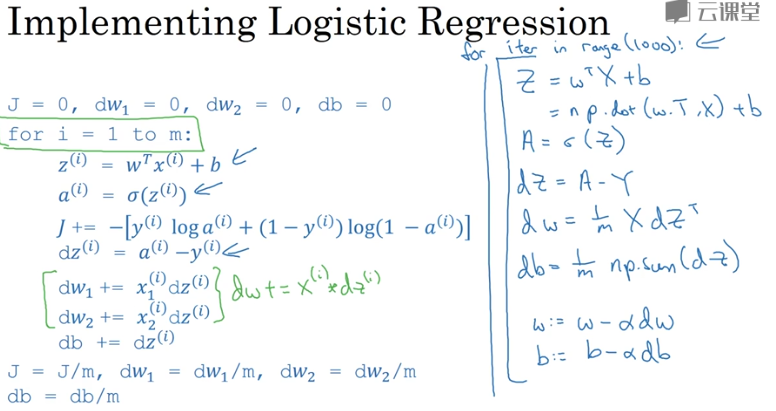 Implementing Logistic Regression
云课堂
J = 0, dw₁ = 0, dw₂ = 0, db = 0
for i = 1 to m:
z⁽ⁱ⁾ = wᵀx⁽ⁱ⁾ + b
a⁽ⁱ⁾ = σ(z⁽ⁱ⁾)
J += −[y⁽ⁱ⁾ log a⁽ⁱ⁾ + (1 − y⁽ⁱ⁾) log(1 − a⁽ⁱ⁾)]
dz⁽ⁱ⁾ = a⁽ⁱ⁾ − y⁽ⁱ⁾
dw₁ += x₁⁽ⁱ⁾dz⁽ⁱ⁾
dw₂ += x₂⁽ⁱ⁾dz⁽ⁱ⁾
dw += x⁽ⁱ⁾ * dz⁽ⁱ⁾
db += dz⁽ⁱ⁾
J = J/m, dw₁ = dw₁/m, dw₂ = dw₂/m
db = db/m
for iter in range(1000):
Z = wᵀX + b
= np.dot(w.T, X) + b
A = σ(Z)
dZ = A − Y
dw = 1/m X dZᵀ
db = 1/m np.sum(dZ)
w := w − αdw
b := b − αdb